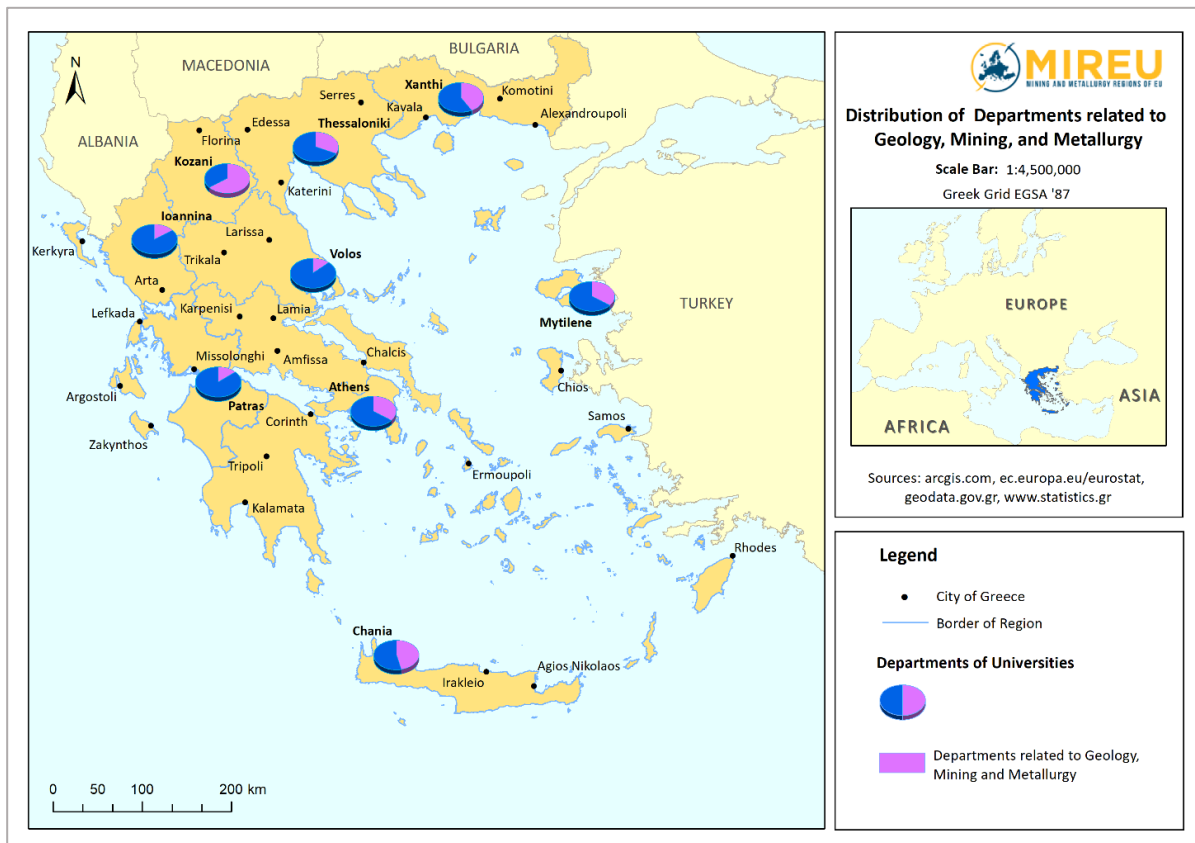 BULGARIA
MACEDONIA
N
Xanthi
Komotini
Serres
Kavala
Alexandroupoli
Edessa
Thessaloniki
ALBANIA
Florina
Kozani
Katerini
Ioannina
Larissa
Kerkyra
Trikala
Volos
Arta
TURKEY
Lefkada
Karpenisi
Lamia
Mytilene
Missolonghi
Amfissa
Chalcis
Argostoli
Athens
Chios
Patras
Corinth
Samos
Zakynthos
Tripoli
Ermoupoli
Kalamata
Rhodes
Chania
Agios Nikolaos
Irakleio
0 50 100 200 km
MIREU
MINING AND METALLURGY REGIONS OF EU
Distribution of Departments related to
Geology, Mining, and Metallurgy
Scale Bar: 1:4,500,000
Greek Grid EGSA '87
EUROPE
ASIA
AFRICA
Sources: arcgis.com, ec.europa.eu/eurostat,
geodata.gov.gr, www.statistics.gr
Legend
City of Greece
Border of Region
Departments of Universities
Departments related to Geology,
Mining and Metallurgy